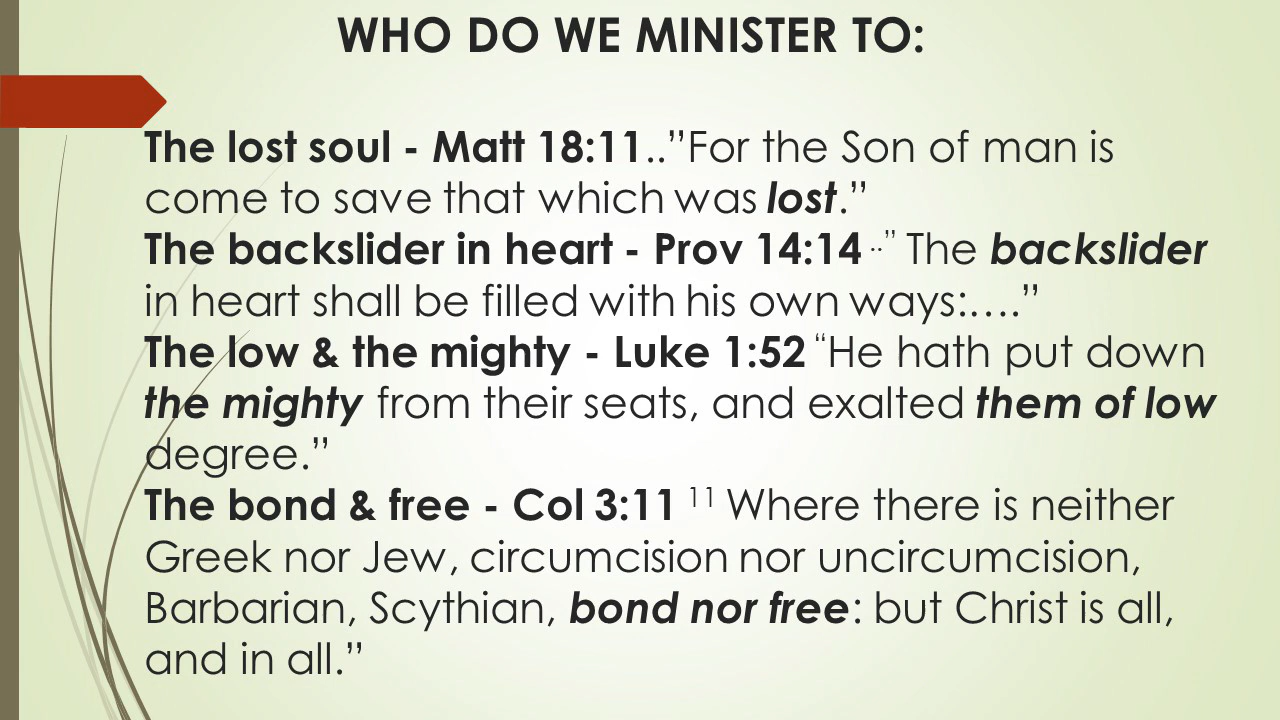 WHO DO WE MINISTER TO:
The lost soul - Matt 18:11..”For the Son of man is
come to save that which was lost.”
The backslider in heart - Prov 14:14 ..” The backslider
in heart shall be filled with his own ways:….”
The low & the mighty - Luke 1:52 “He hath put down
the mighty from their seats, and exalted them of low
degree.”
The bond & free - Col 3:11 11 Where there is neither
Greek nor Jew, circumcision nor uncircumcision,
Barbarian, Scythian, bond nor free: but Christ is all,
and in all.”